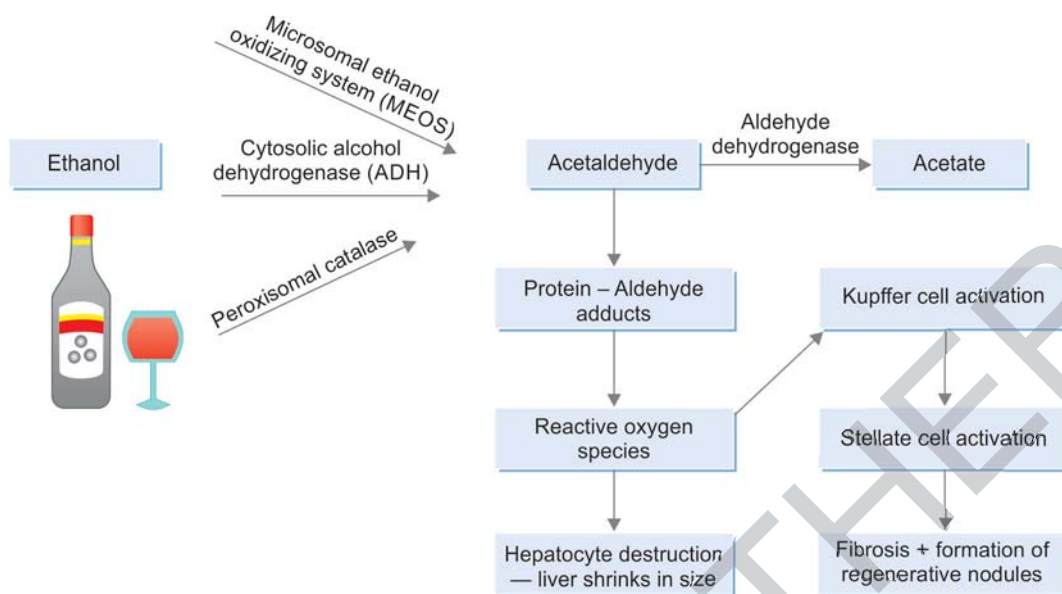 Microsomal ethanol
oxidizing system (MEOS)
Ethanol
Cytosolic alcohol
dehydrogenase (ADH)
Peroxisomal catalase
Acetaldehyde
Aldehyde
dehydrogenase
Acetate
Protein – Aldehyde
adducts
Kupffer cell activation
Reactive oxygen
species
Stellate cell activation
Hepatocyte destruction
— liver shrinks in size
Fibrosis + formation of
regenerative nodules
THER